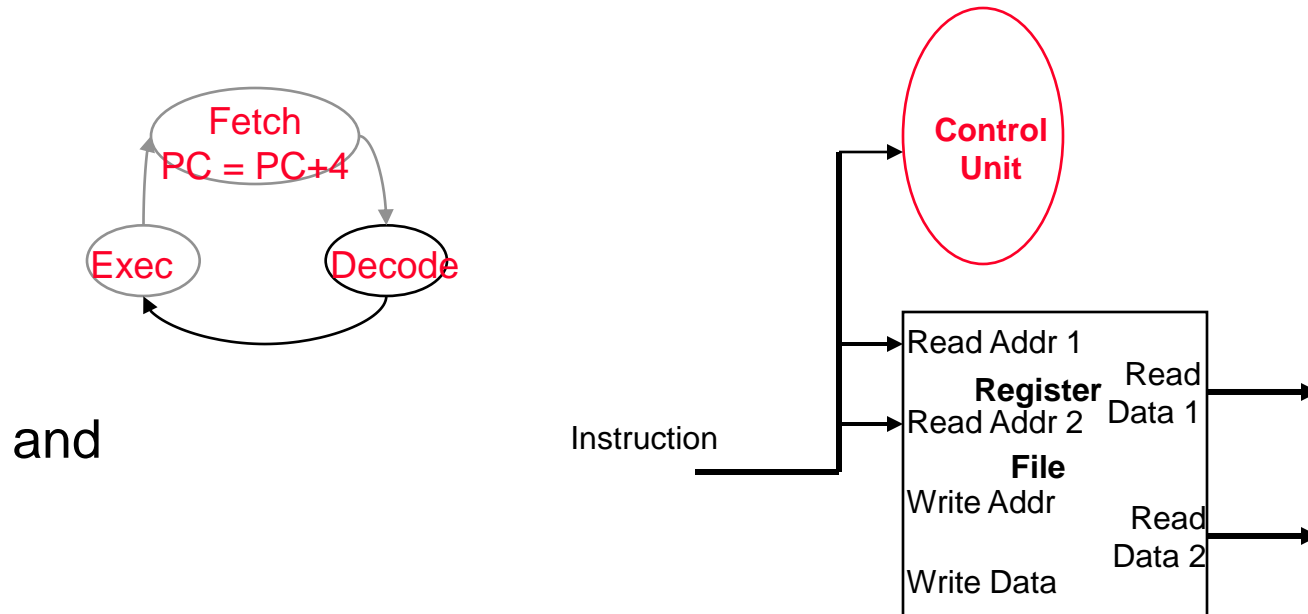 Fetch
PC = PC+4
Exec
Decode
and
Control
Unit
Instruction
Read Addr 1
Register
Read Addr 2
File
Write Addr
Write Data
Read
Data 1
Read
Data 2